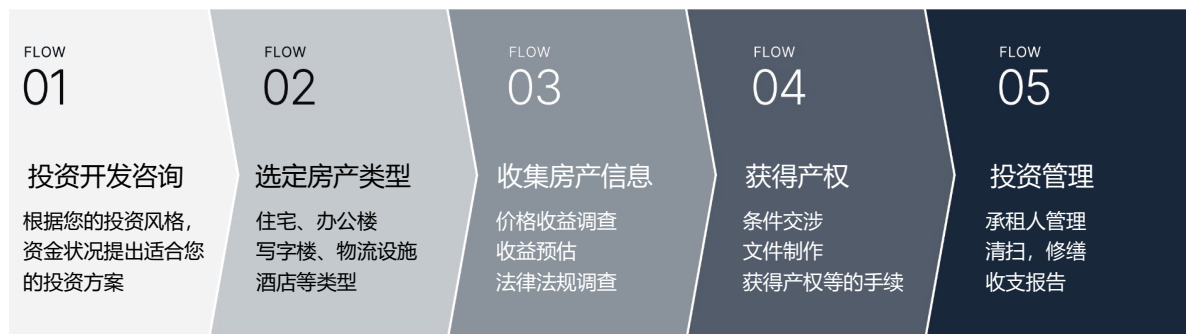 FLOW
01
投资开发咨询
根据您的投资风格，
资金状况提出适合您
的投资方案
FLOW
02
选定房产类型
住宅、办公楼
写字楼、物流设施
酒店等类型
FLOW
03
收集房产信息
价格收益调查
收益预估
法律法规调查
FLOW
04
获得产权
条件交涉
文件制作
获得产权等的手续
FLOW
05
投资管理
承租人管理
清扫，修缮
收支报告